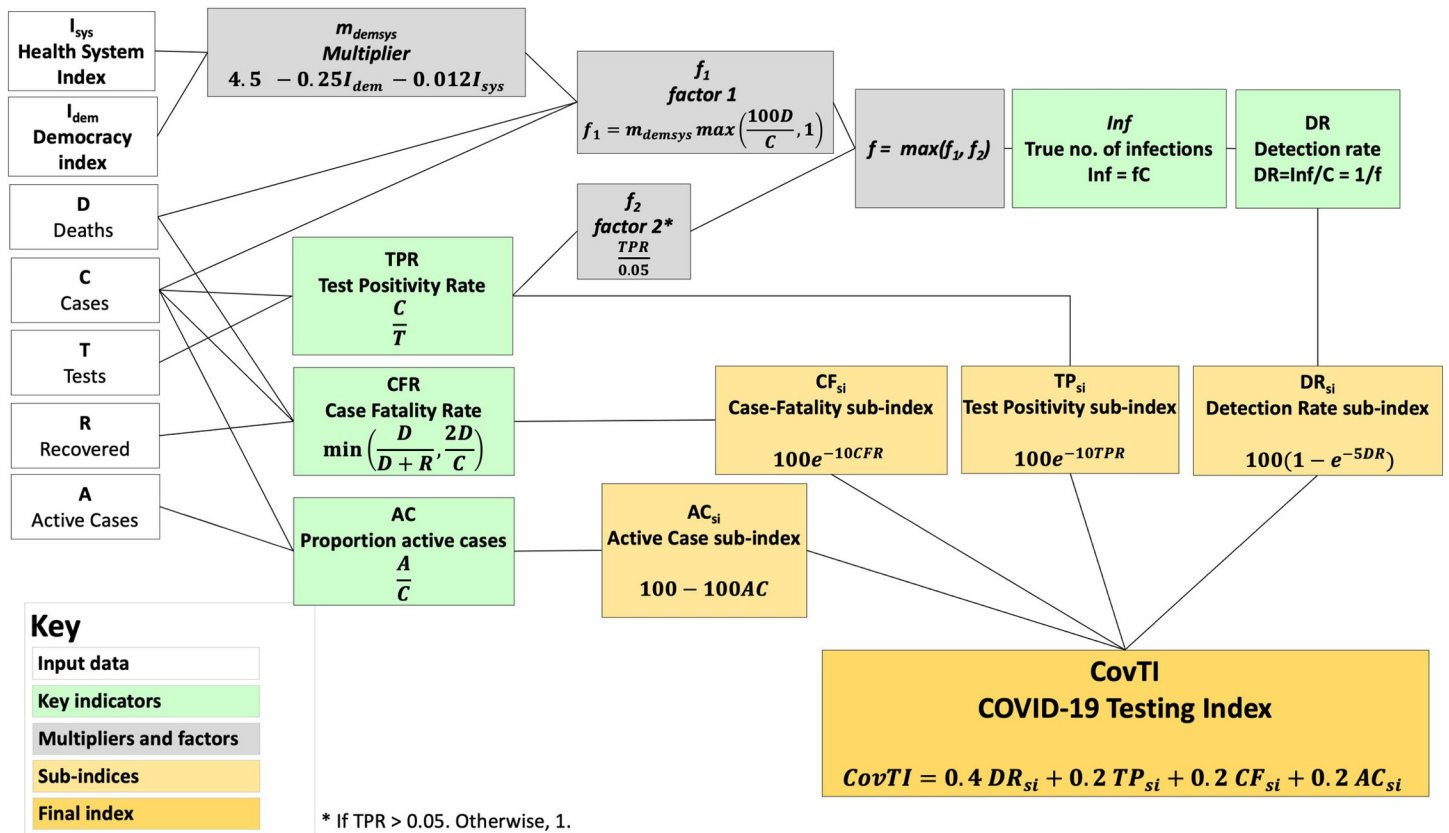 I_sys
Health System
Index
I_dem
Democracy
index
D
Deaths
C
Cases
T
Tests
R
Recovered
A
Active Cases
m_demsys
Multiplier
4.5 − 0.25I_dem − 0.012I_sys
f_1
factor 1
f_1 = m_demsys max(100D/C, 1)
f_2
factor 2*
TPR/0.05
f = max(f_1, f_2)
Inf
True no. of infections
Inf = fC
DR
Detection rate
DR=Inf/C = 1/f
TPR
Test Positivity Rate
C/T
CFR
Case Fatality Rate
min(D/D + R, 2D/C)
AC
Proportion active cases
A/C
CF_si
Case-Fatality sub-index
100e^−10CFR
TP_si
Test Positivity sub-index
100e^−10TPR
DR_si
Detection Rate sub-index
100(1 − e^−5DR)
AC_si
Active Case sub-index
100 − 100AC
CovTI
COVID-19 Testing Index
CovTI = 0.4 DR_si + 0.2 TP_si + 0.2 CF_si + 0.2 AC_si
Key
Input data
Key indicators
Multipliers and factors
Sub-indices
Final index
* If TPR > 0.05. Otherwise, 1.